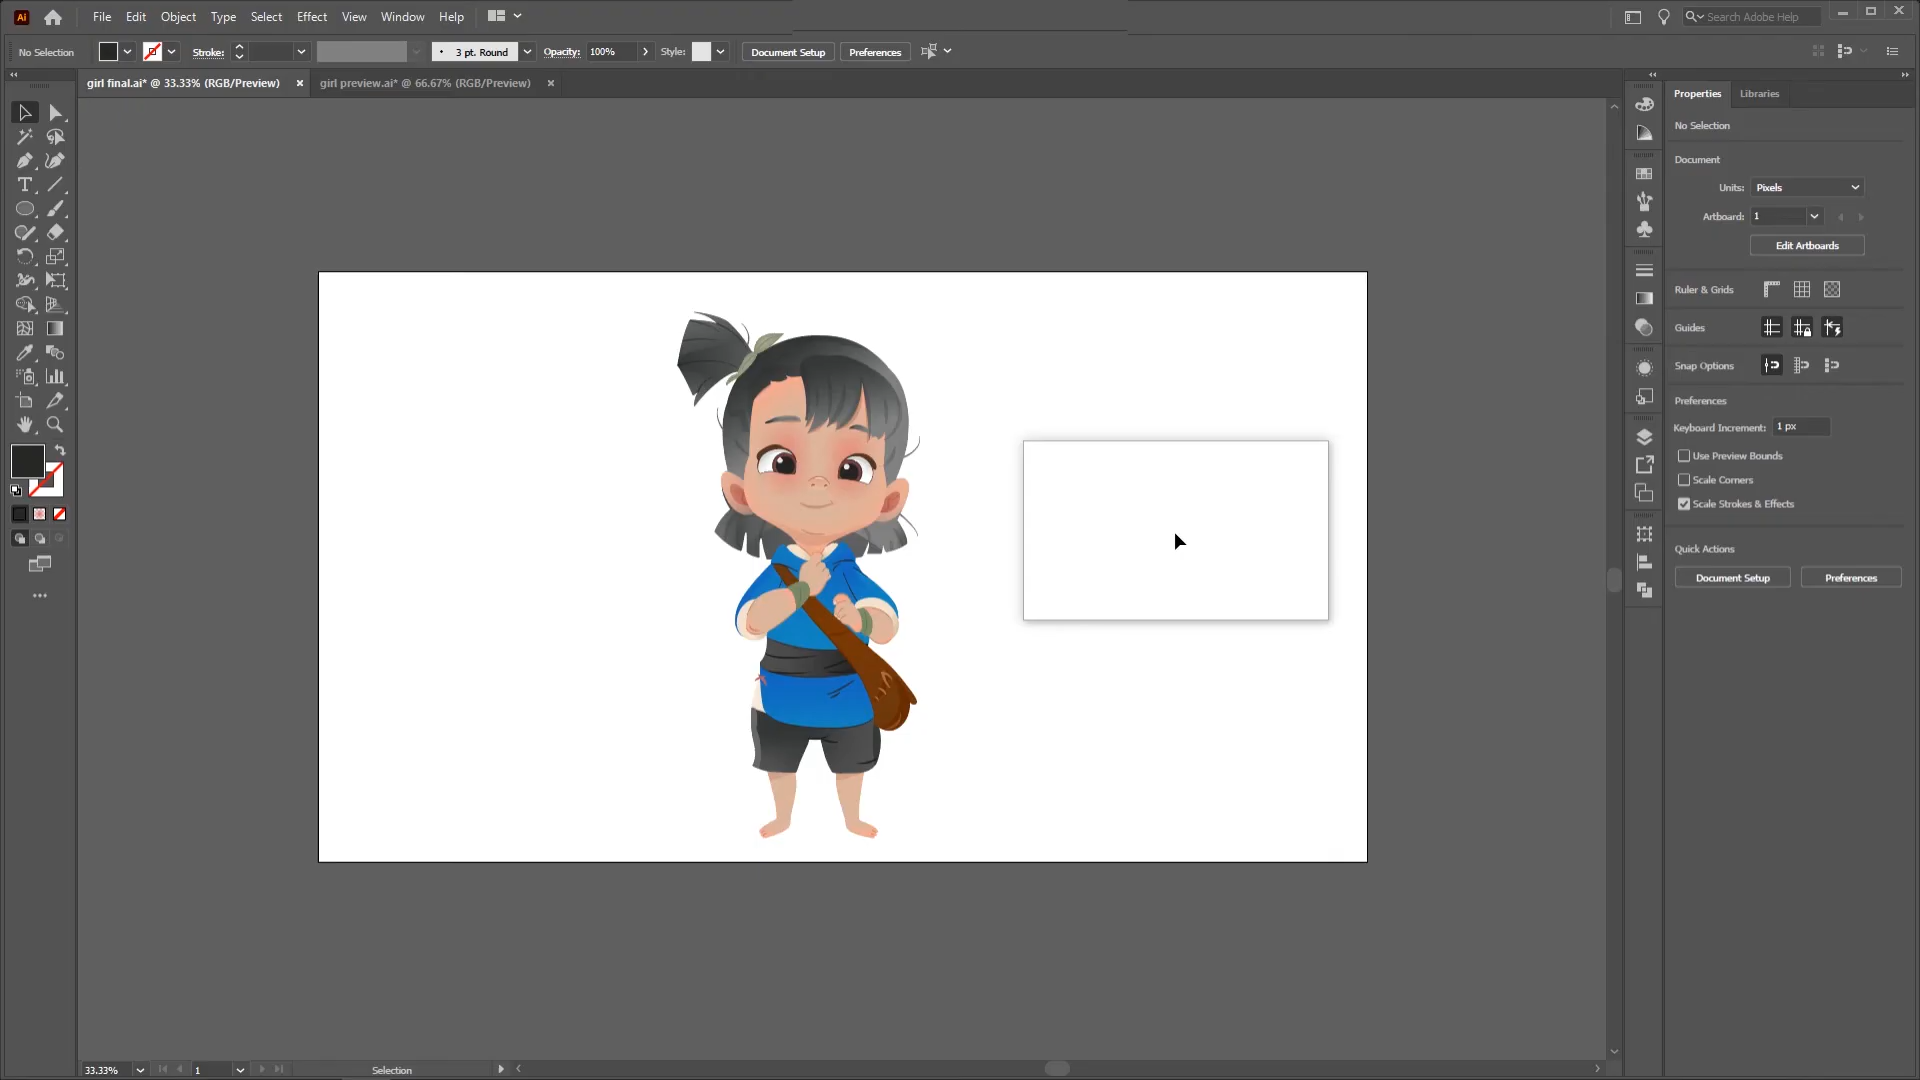 Ai File Edit Object Type Select Effect View Window Help Search Adobe Help
No Selection Stroke: 3 pt. Round Opacity: 100% Style: Document Setup Preferences
girl final.ai* @ 33.33% (RGB/Preview) girl preview.ai* @ 66.67% (RGB/Preview)
Properties Libraries
No Selection
Document
Units: Pixels
Artboard: 1
Edit Artboards
Ruler & Grids
Guides
Snap Options
Preferences
Keyboard Increment: 1 px
Use Preview Bounds
Scale Corners
Scale Strokes & Effects
Quick Actions
Document Setup Preferences
33.33% 1 Selection